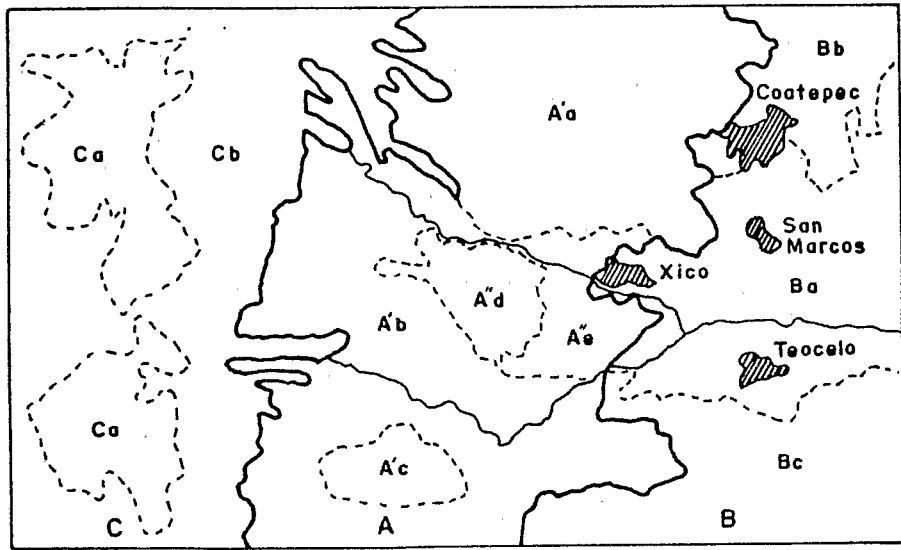 Bb
Coatepec
A'a
Ca
Cb
San
Marcos
Xico
Ba
A"d
A'b
A"e
Teocelo
Ca
A'c
Bc
C
A
B